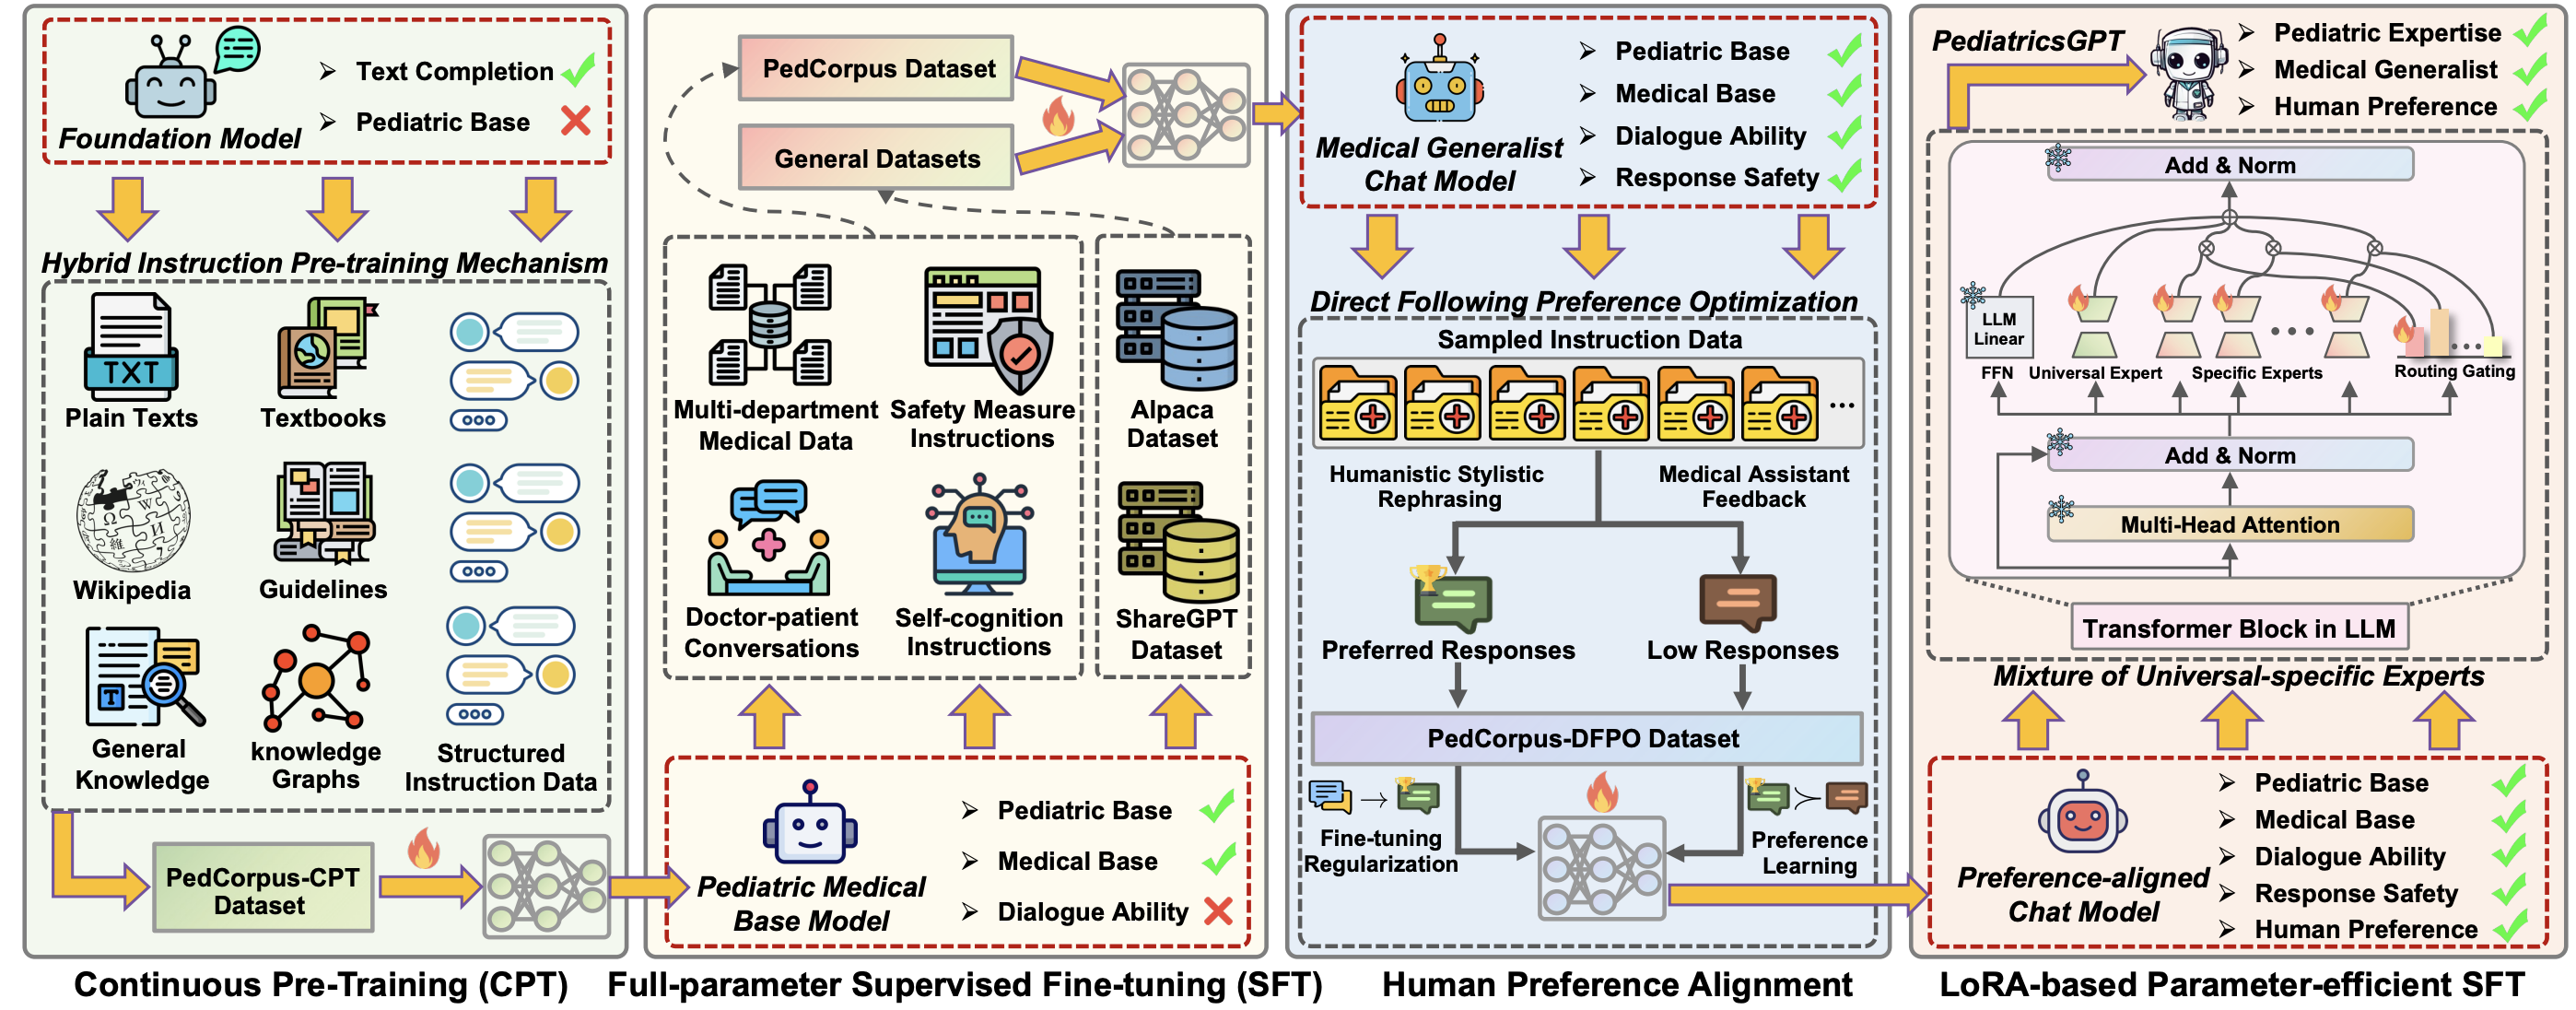 Foundation Model
Text Completion
Pediatric Base
Hybrid Instruction Pre-training Mechanism
TXT
Plain Texts
Textbooks
Wikipedia
Guidelines
General
Knowledge
knowledge
Graphs
Structured
Instruction Data
PedCorpus-CPT
Dataset
Continuous Pre-Training (CPT)
PedCorpus Dataset
General Datasets
Multi-department
Medical Data
Safety Measure
Instructions
Alpaca
Dataset
Doctor-patient
Conversations
Self-cognition
Instructions
ShareGPT
Dataset
Pediatric Medical
Base Model
Pediatric Base
Medical Base
Dialogue Ability
Full-parameter Supervised Fine-tuning (SFT)
Medical Generalist
Chat Model
Pediatric Base
Medical Base
Dialogue Ability
Response Safety
Direct Following Preference Optimization
Sampled Instruction Data
...
Humanistic Stylistic
Rephrasing
Medical Assistant
Feedback
Preferred Responses
Low Responses
PedCorpus-DFPO Dataset
Fine-tuning
Regularization
Preference
Learning
Human Preference Alignment
PediatricsGPT
Pediatric Expertise
Medical Generalist
Human Preference
Add & Norm
LLM
Linear
FFN
Universal Expert
Specific Experts
Routing Gating
Add & Norm
Multi-Head Attention
Transformer Block in LLM
Mixture of Universal-specific Experts
Preference-aligned
Chat Model
Pediatric Base
Medical Base
Dialogue Ability
Response Safety
Human Preference
LoRA-based Parameter-efficient SFT